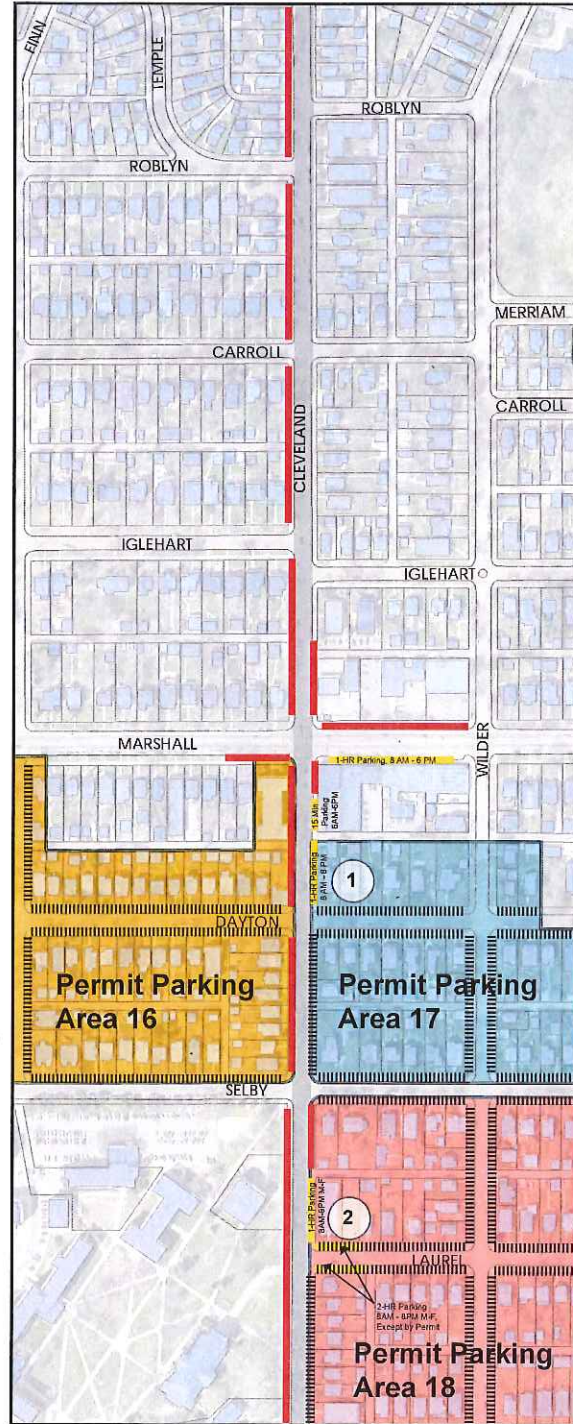 FINN
TEMPLE
ROBLYN
ROBLYN
MERRIAM
CARROLL
CARROLL
CLEVELAND
IGLEHART
IGLEHART
MARSHALL
WILDER
1-HR Parking, 8 AM - 6 PM
15 Min
Parking
8AM-6PM
1-HR Parking
8 AM - 6 PM
1
DAYTON
Permit Parking
Area 16
Permit Parking
Area 17
SELBY
1-HR Parking
8AM-6PM M-F
2
LAUREL
2-HR Parking
8AM - 8PM M-F,
Except by Permit
Permit Parking
Area 18